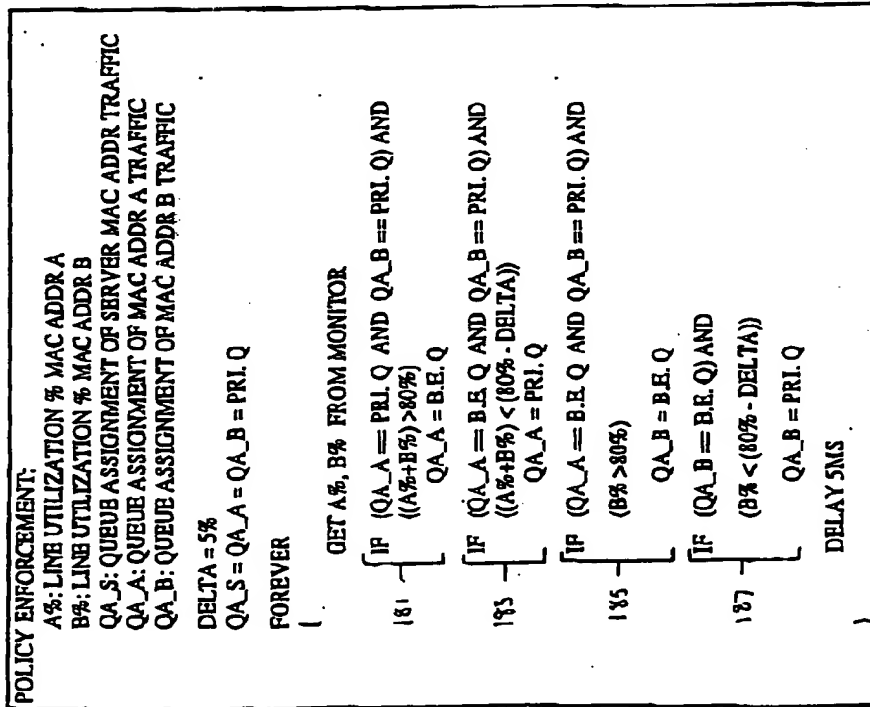 POLICY ENFORCEMENT:
A%: LINE UTILIZATION % MAC ADDR A
B%: LINE UTILIZATION % MAC ADDR B
QA_S: QUEUE ASSIGNMENT OF SERVER MAC ADDR TRAFFIC
QA_A: QUEUE ASSIGNMENT OF MAC ADDR A TRAFFIC
QA_B: QUEUE ASSIGNMENT OF MAC ADDR B TRAFFIC
DELTA = 5%
QA_S = QA_A = QA_B = PRI. Q
FOREVER
{
GET A%, B% FROM MONITOR
181 IF (QA_A == PRI. Q AND QA_B == PRI. Q) AND
((A%+B%) >80%)
QA_A = B.E. Q
183 IF (QA_A == B.E. Q AND QA_B == PRI. Q) AND
((A%+B%) < (80% - DELTA))
QA_A = PRI. Q
185 IF (QA_A == B.E. Q AND QA_B == PRI. Q) AND
(B% >80%)
QA_B = B.E. Q
187 IF (QA_B == B.E. Q) AND
(B% < (80% - DELTA))
QA_B = PRI. Q
DELAY 5MS
}